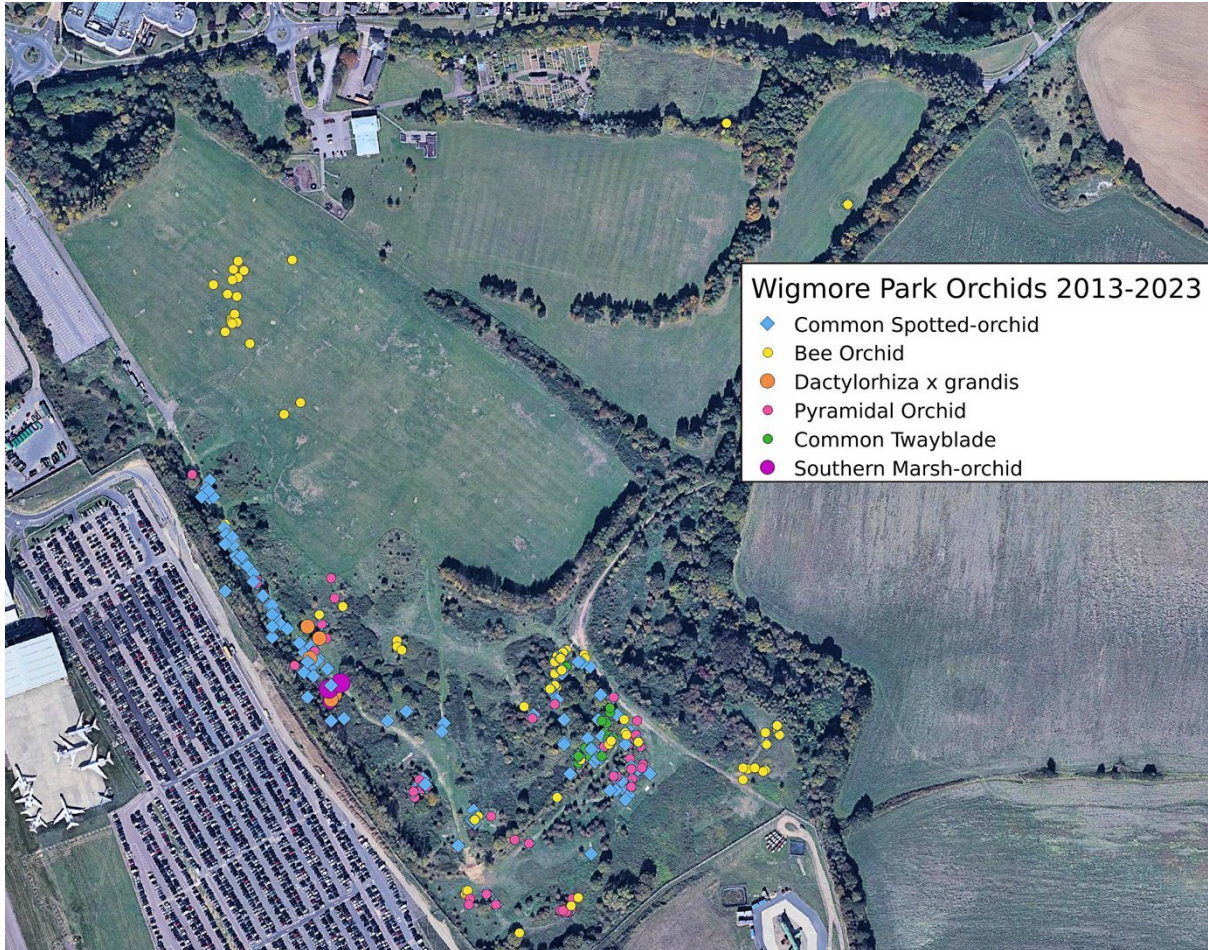 Wigmore Park Orchids 2013-2023
Common Spotted-orchid
Bee Orchid
Dactylorhiza x grandis
Pyramidal Orchid
Common Twayblade
Southern Marsh-orchid